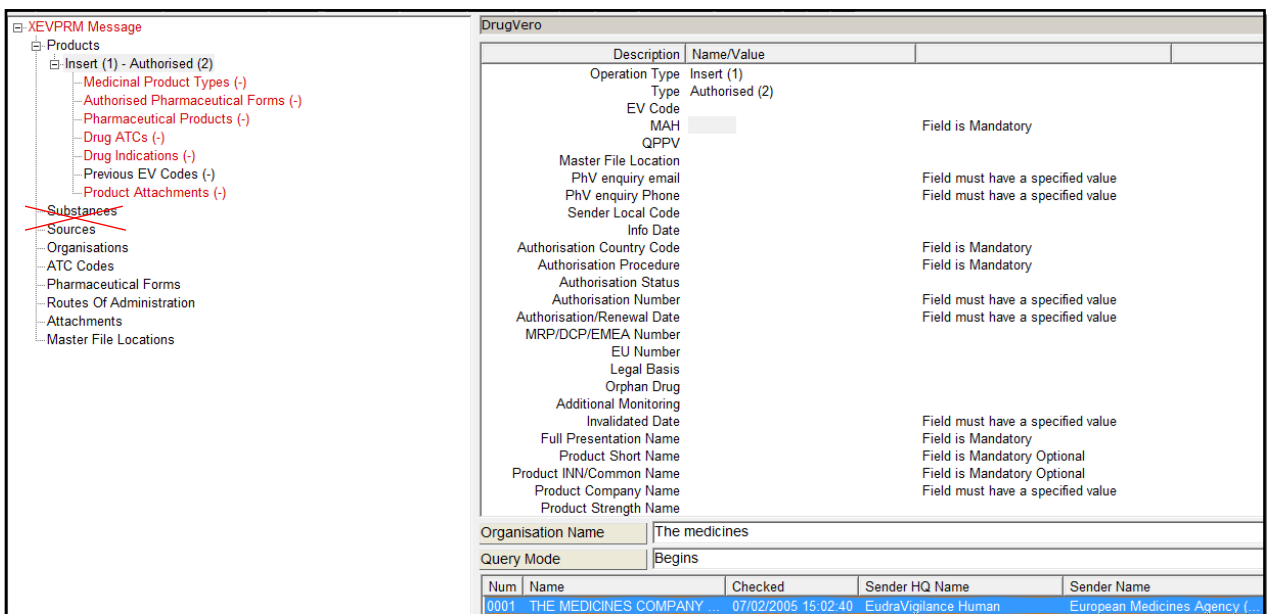 XEVPRM Message
Products
Insert (1) - Authorised (2)
Medicinal Product Types (-)
Authorised Pharmaceutical Forms (-)
Pharmaceutical Products (-)
Drug ATCs (-)
Drug Indications (-)
Previous EV Codes (-)
Product Attachments (-)
Substances
Sources
Organisations
ATC Codes
Pharmaceutical Forms
Routes Of Administration
Attachments
Master File Locations
DrugVero
Description Name/Value
Operation Type Insert (1)
Type Authorised (2)
EV Code
MAH Field is Mandatory
QPPV
Master File Location
PhV enquiry email Field must have a specified value
PhV enquiry Phone Field must have a specified value
Sender Local Code
Info Date
Authorisation Country Code Field is Mandatory
Authorisation Procedure Field is Mandatory
Authorisation Status
Authorisation Number Field must have a specified value
Authorisation/Renewal Date Field must have a specified value
MRP/DCP/EMEA Number
EU Number
Legal Basis
Orphan Drug
Additional Monitoring
Invalidated Date Field must have a specified value
Full Presentation Name Field is Mandatory
Product Short Name Field is Mandatory Optional
Product INN/Common Name Field is Mandatory Optional
Product Company Name Field must have a specified value
Product Strength Name
Organisation Name The medicines
Query Mode Begins
Num Name Checked Sender HQ Name Sender Name
0001 THE MEDICINES COMPANY ... 07/02/2005 15:02:40 EudraVigilance Human European Medicines Agency (...